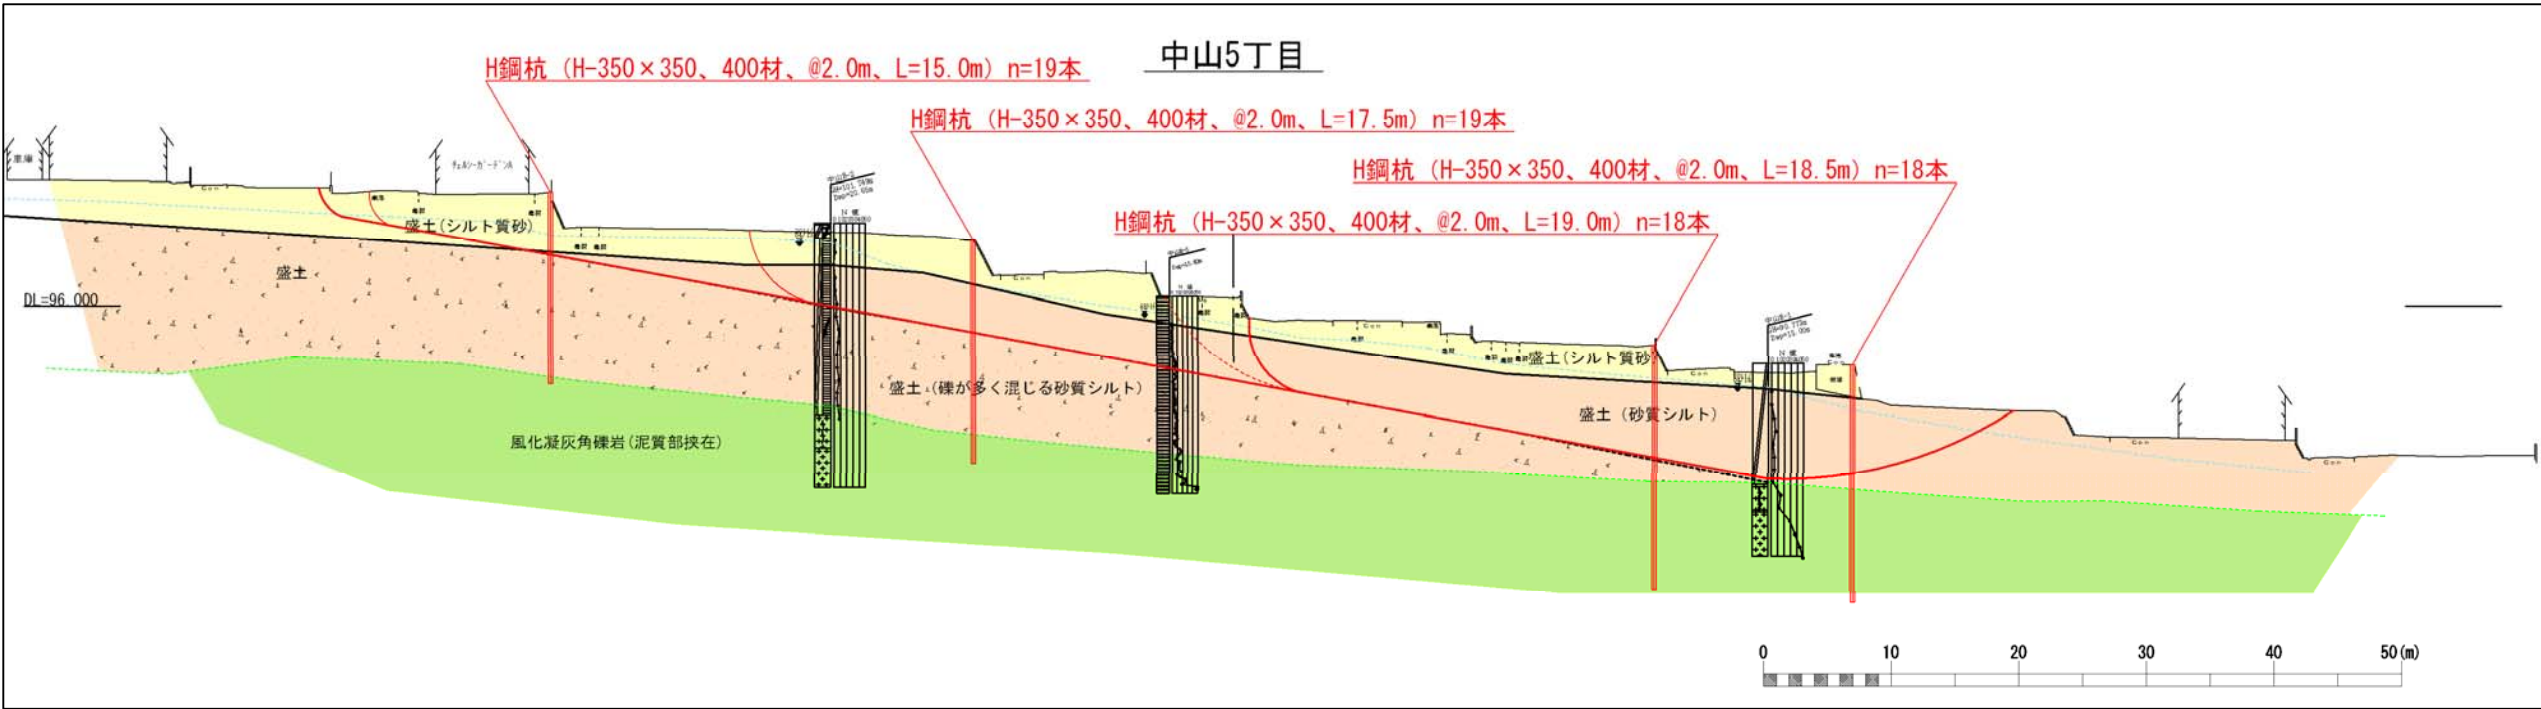 中山5丁目
H鋼杭（H-350×350、400材、@2.0m、L=15.0m）n=19本
H鋼杭（H-350×350、400材、@2.0m、L=17.5m）n=19本
H鋼杭（H-350×350、400材、@2.0m、L=18.5m）n=18本
H鋼杭（H-350×350、400材、@2.0m、L=19.0m）n=18本
車庫
盛土(シルト質砂)
盛土
DL=96.000
N 値
盛土（礫が多く混じる砂質シルト）
盛土(シルト質砂)
盛土（砂質シルト）
風化凝灰角礫岩(泥質部挟在)
0 10 20 30 40 50(m)